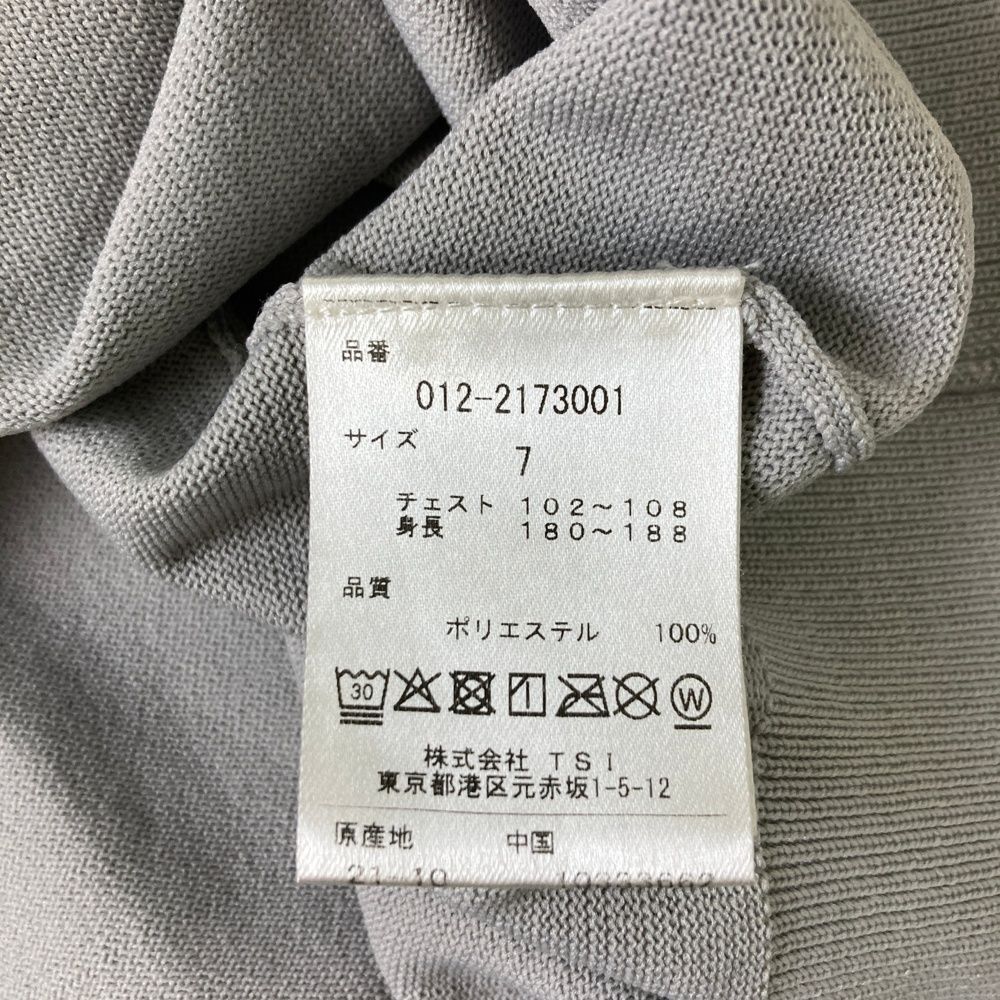 品番
012-2173001
サイズ
7
チェスト 102～108
身長 180～188
品質
ポリエステル 100%
30
W
株式会社 TSI
東京都港区元赤坂1-5-12
原産地 中国
21 10